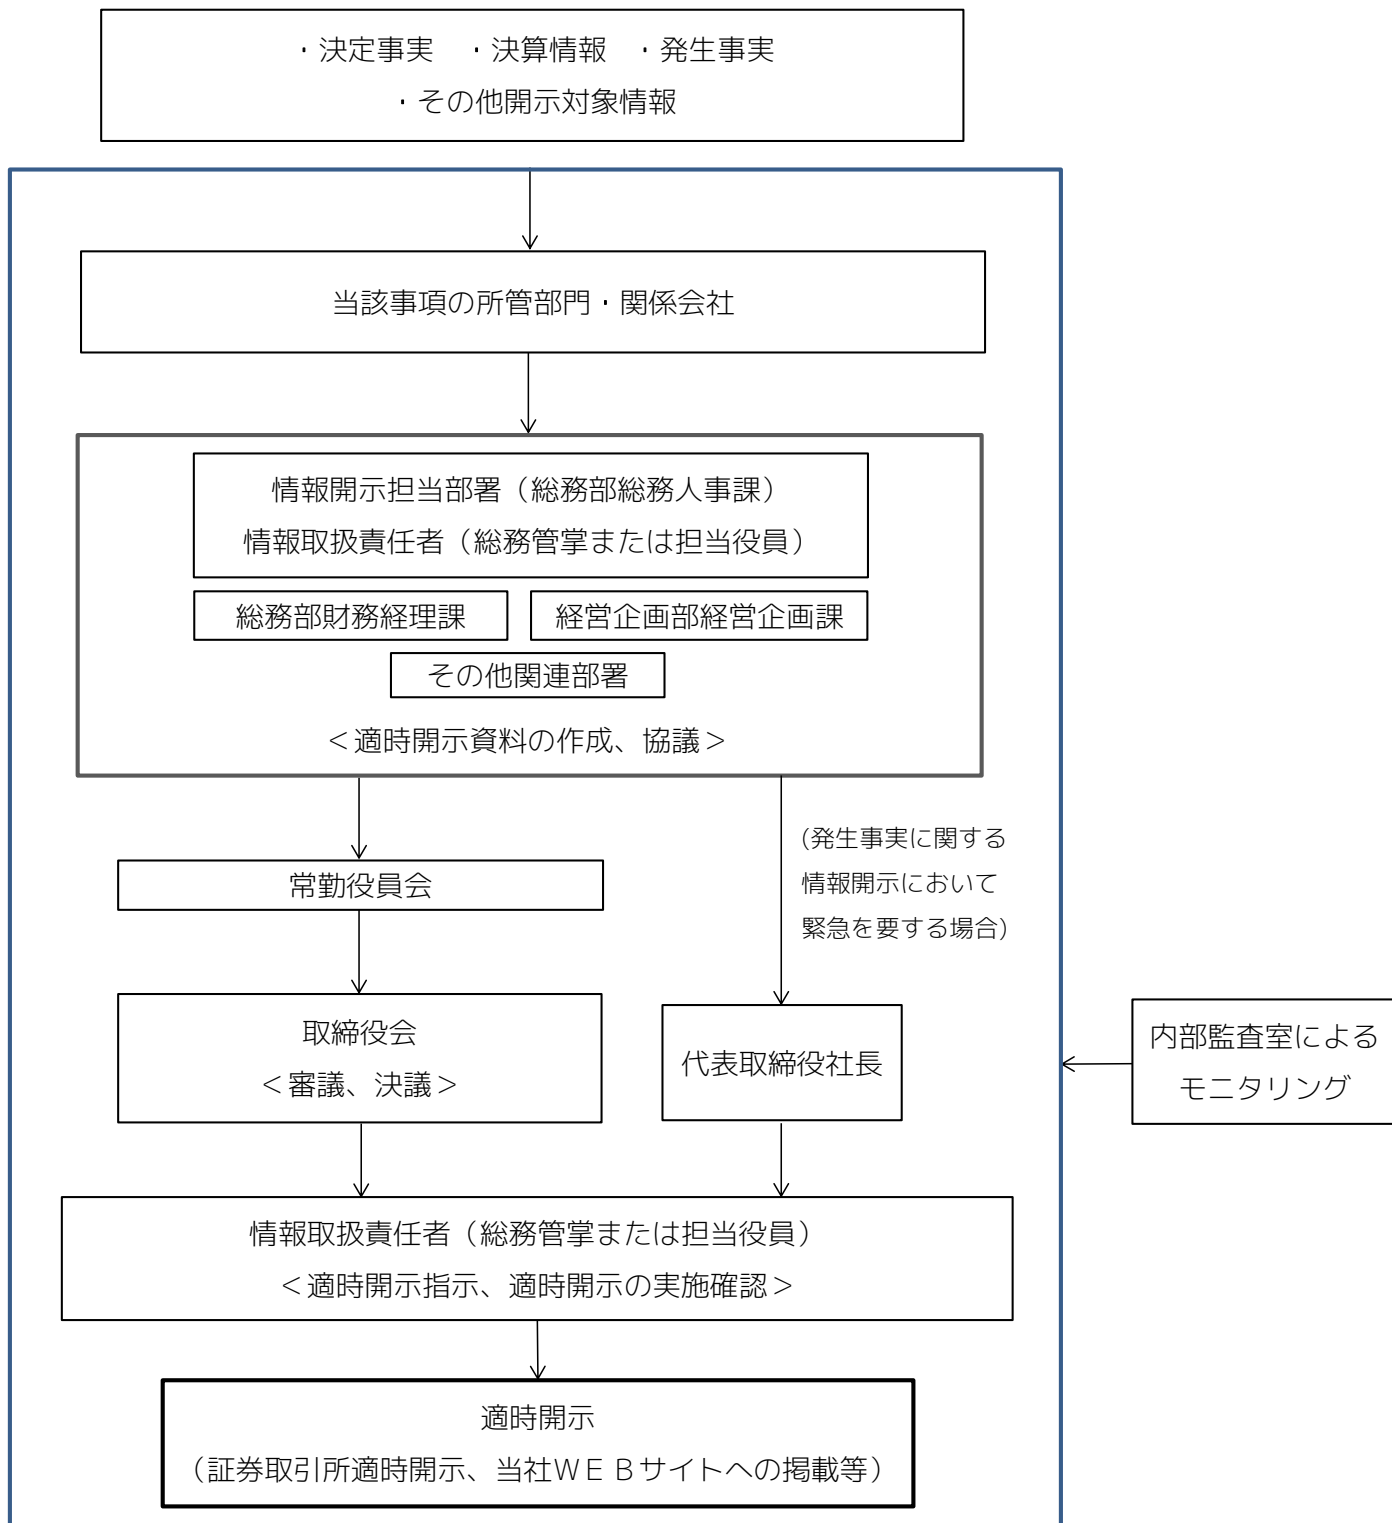 ・決定事実　・決算情報　・発生事実
・その他開示対象情報
当該事項の所管部門・関係会社
情報開示担当部署（総務部総務人事課）
情報取扱責任者（総務管掌または担当役員）
総務部財務経理課
経営企画部経営企画課
その他関連部署
＜適時開示資料の作成、協議＞
(発生事実に関する
情報開示において
緊急を要する場合)
常勤役員会
取締役会
＜審議、決議＞
代表取締役社長
内部監査室による
モニタリング
情報取扱責任者（総務管掌または担当役員）
＜適時開示指示、適時開示の実施確認＞
適時開示
（証券取引所適時開示、当社ＷＥＢサイトへの掲載等）